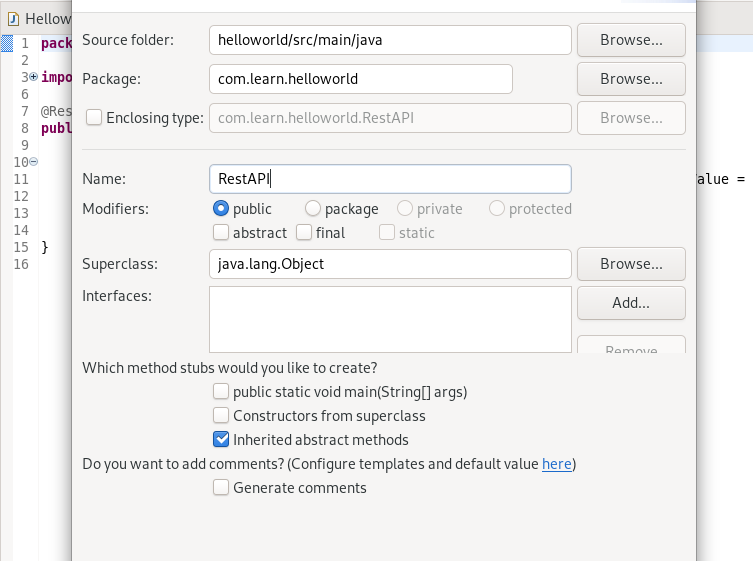 Hellow
Source folder: helloworld/src/main/java Browse...
1 pack
2
Package: com.learn.helloworld Browse...
3 impo
6
7 @Res
Enclosing type: com.learn.helloworld.RestAPI Browse...
8 publ
9
10
Name: RestAPI
11 value =
12
Modifiers: public package private protected
13
14
abstract final static
15 }
16
Superclass: java.lang.Object Browse...
Interfaces: Add...
Remove
Which method stubs would you like to create?
public static void main(String[] args)
Constructors from superclass
Inherited abstract methods
Do you want to add comments? (Configure templates and default value here)
Generate comments